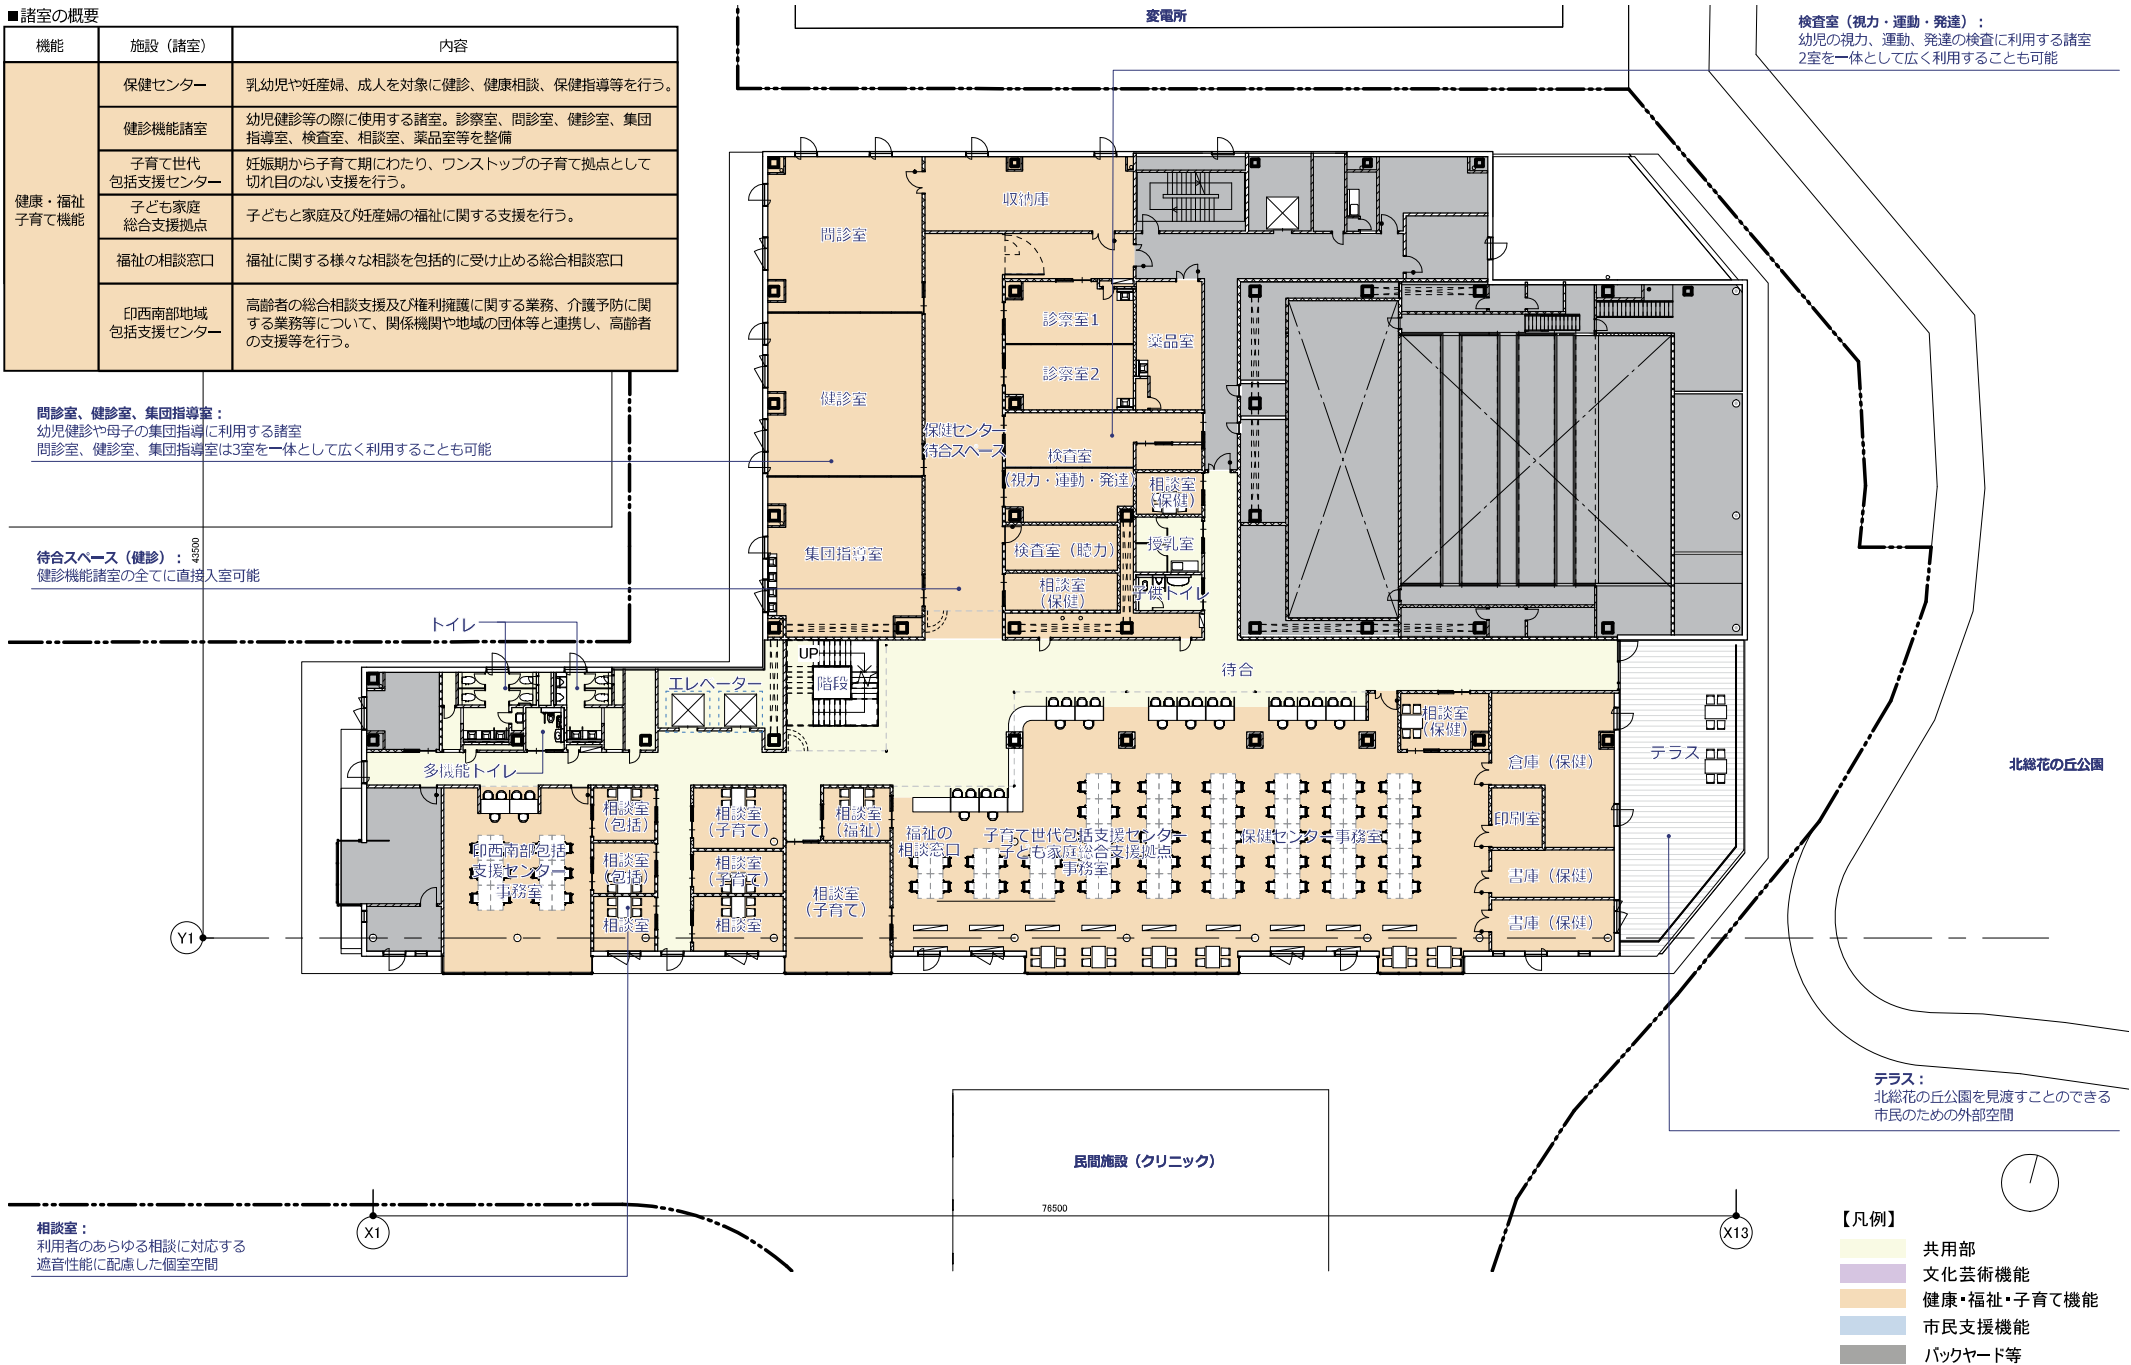 ■諸室の概要
機能
施設（諸室）
内容
健康・福祉
子育て機能
保健センター
乳幼児や妊産婦、成人を対象に健診、健康相談、保健指導等を行う。
健診機能諸室
幼児健診等の際に使用する諸室。診察室、問診室、健診室、集団
指導室、検査室、相談室、薬品室等を整備
子育て世代
包括支援センター
妊娠期から子育て期にわたり、ワンストップの子育て拠点として
切れ目のない支援を行う。
子ども家庭
総合支援拠点
子どもと家庭及び妊産婦の福祉に関する支援を行う。
福祉の相談窓口
福祉に関する様々な相談を包括的に受け止める総合相談窓口
印西南部地域
包括支援センター
高齢者の総合相談支援及び権利擁護に関する業務、介護予防に関
する業務等について、関係機関や地域の団体等と連携し、高齢者
の支援等を行う。
変電所
検査室（視力・運動・発達）：
幼児の視力、運動、発達の検査に利用する諸室
2室を一体として広く利用することも可能
問診室、健診室、集団指導室：
幼児健診や母子の集団指導に利用する諸室
問診室、健診室、集団指導室は3室を一体として広く利用することも可能
待合スペース（健診）：
健診機能諸室の全てに直接入室可能
43500
収納庫
問診室
診察室1
診察室2
薬品室
健診室
保健センター
待合スペース
検査室
（視力・運動・発達）
相談室
（保健）
集団指導室
検査室（聴力）
授乳室
相談室
（保健）
子供トイレ
トイレ
UP
階段
エレベーター
待合
多機能トイレ
相談室
（保健）
倉庫（保健）
テラス
北総花の丘公園
相談室
（包括）
相談室
（子育て）
相談室
（福祉）
福祉の
相談窓口
子育て世代包括支援センター
子ども家庭総合支援拠点
事務室
保健センター事務室
印刷室
印西南部包括
支援センター
事務室
相談室
（包括）
相談室
（子育て）
相談室
（子育て）
書庫（保健）
相談室
相談室
書庫（保健）
Y1
テラス：
北総花の丘公園を見渡すことのできる
市民のための外部空間
民間施設（クリニック）
76500
X1
X13
相談室：
利用者のあらゆる相談に対応する
遮音性能に配慮した個室空間
【凡例】
共用部
文化芸術機能
健康・福祉・子育て機能
市民支援機能
バックヤード等